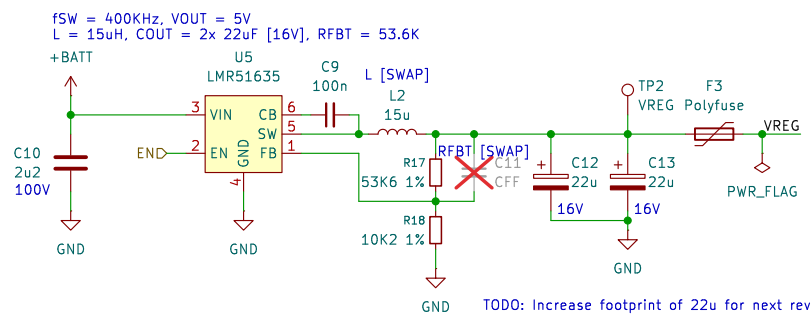 fSW = 400KHz, VOUT = 5V
L = 15uH, COUT = 2x 22uF [16V], RFBT = 53.6K
+BATT
U5
LMR51635
C9
100n
L [SWAP]
L2
15u
TP2
VREG
F3
Polyfuse
VREG
3 VIN CB 6
SW 5
END 2 EN GND FB 1
4
C10
2u2
100V
RFBT [SWAP]
R17
53K6 1%
C11
CFF
+ C12
22u
16V
+ C13
22u
16V
PWR_FLAG
R18
10K2 1%
GND
GND
GND
GND
TODO: Increase footprint of 22u for next rev